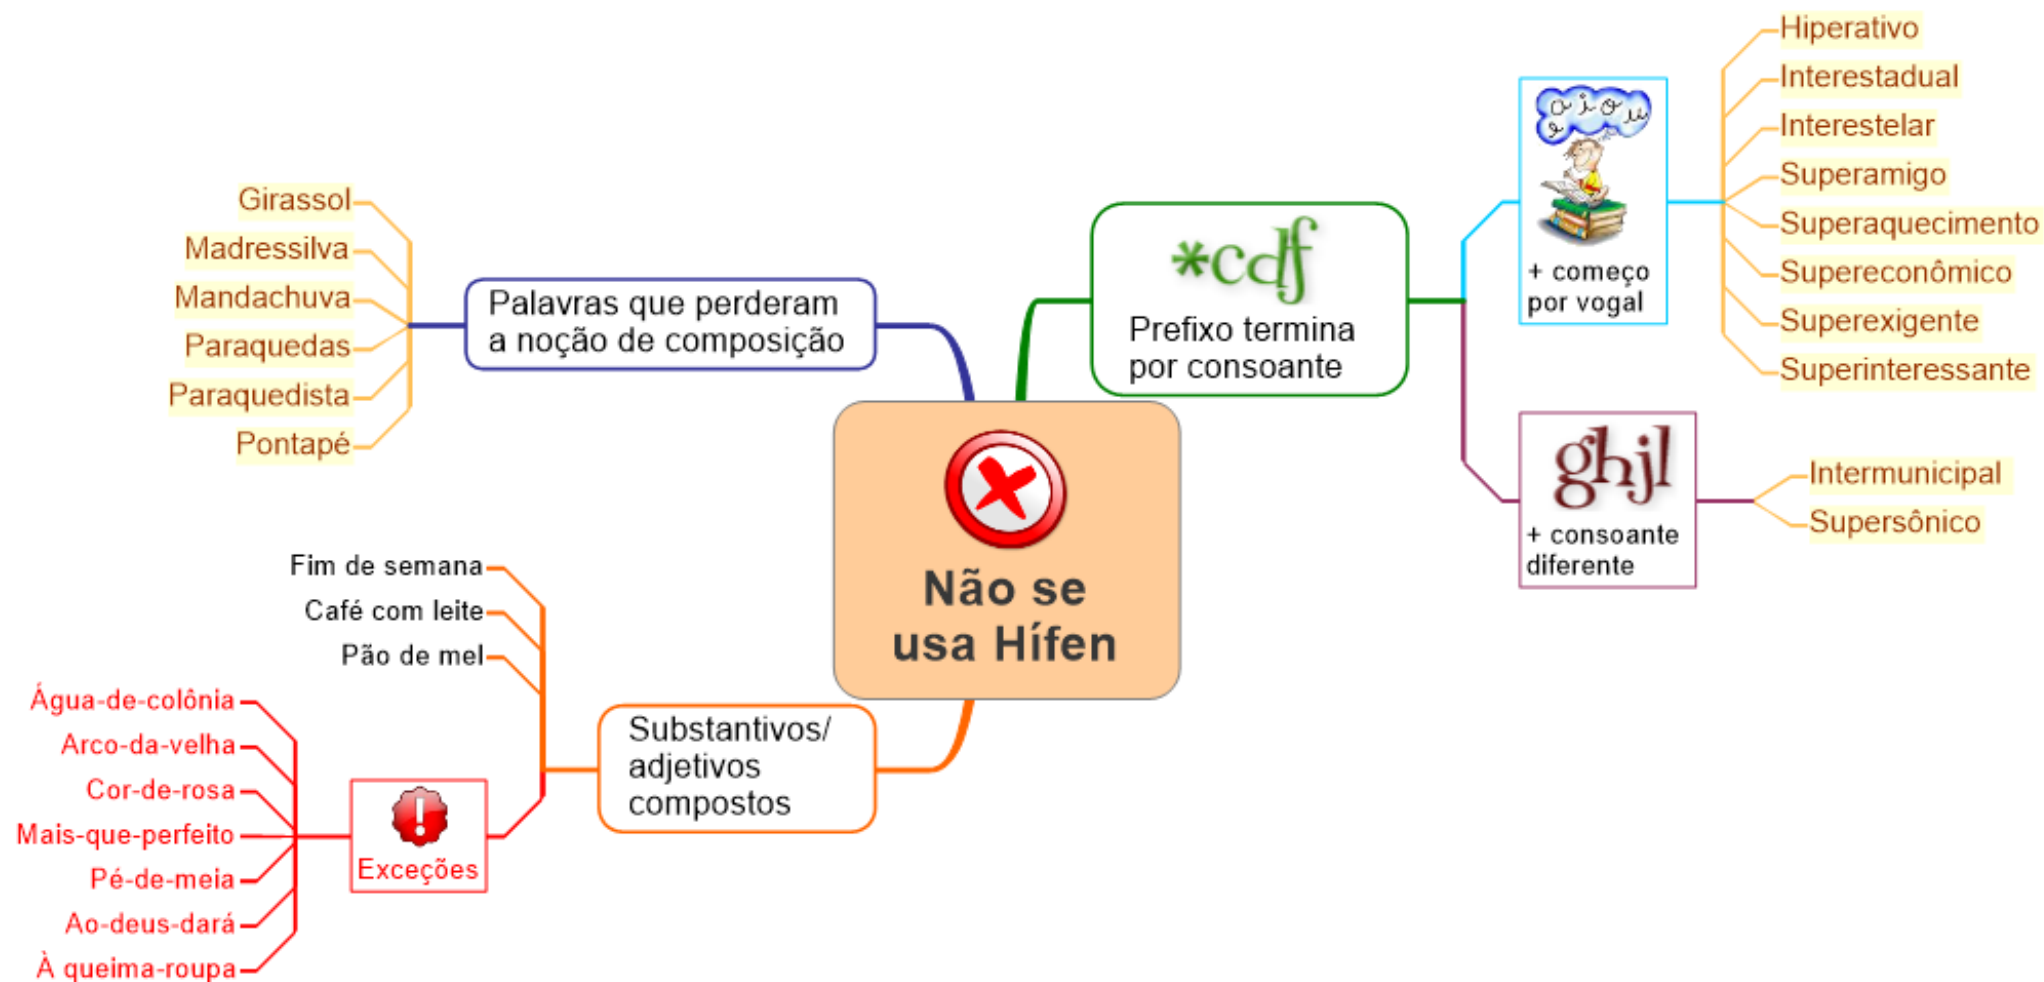 Não se
usa Hífen
Palavras que perderam
a noção de composição
Girassol
Madressilva
Mandachuva
Paraquedas
Paraquedista
Pontapé
*cdf
Prefixo termina
por consoante
a e i o u
+ começo
por vogal
Hiperativo
Interestadual
Interestelar
Superamigo
Superaquecimento
Supereconômico
Superexigente
Superinteressante
ghjl
+ consoante
diferente
Intermunicipal
Supersônico
Substantivos/
adjetivos
compostos
Fim de semana
Café com leite
Pão de mel
!
Exceções
Água-de-colônia
Arco-da-velha
Cor-de-rosa
Mais-que-perfeito
Pé-de-meia
Ao-deus-dará
À queima-roupa